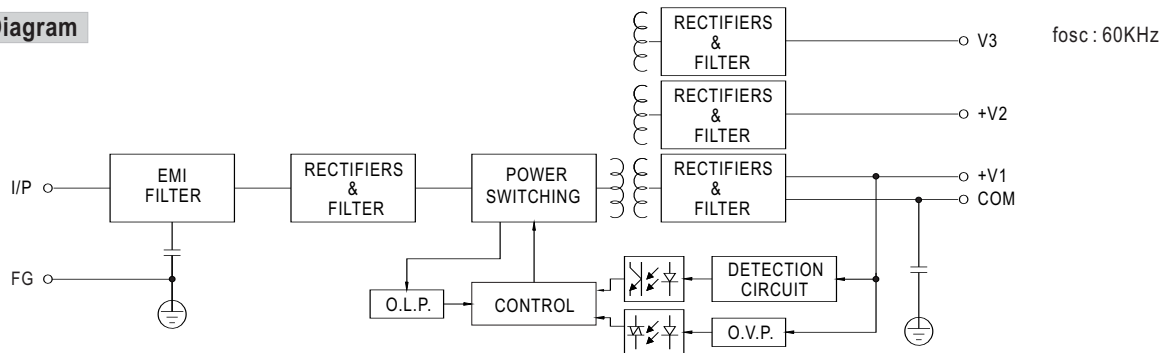 Diagram
RECTIFIERS
&
FILTER
V3
fosc : 60KHz
RECTIFIERS
&
FILTER
+V2
I/P
EMI
FILTER
RECTIFIERS
&
FILTER
POWER
SWITCHING
RECTIFIERS
&
FILTER
+V1
COM
FG
O.L.P.
CONTROL
DETECTION
CIRCUIT
O.V.P.